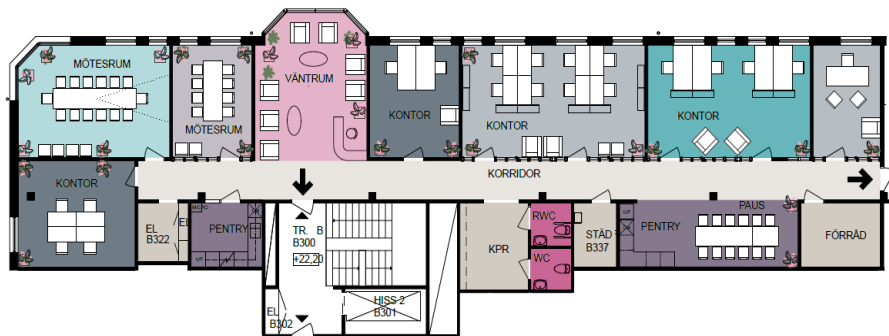 MÖTESRUM
MÖTESRUM
VÄNTRUM
KONTOR
KONTOR
KONTOR
KORRIDOR
KONTOR
EL
B322
EL
PENTRY
TR. B
B300
+22,20
EL
B302
HISS 2
B301
KPR
RWC
WC
STÄD
B337
PENTRY
PAUS
FÖRRÅD